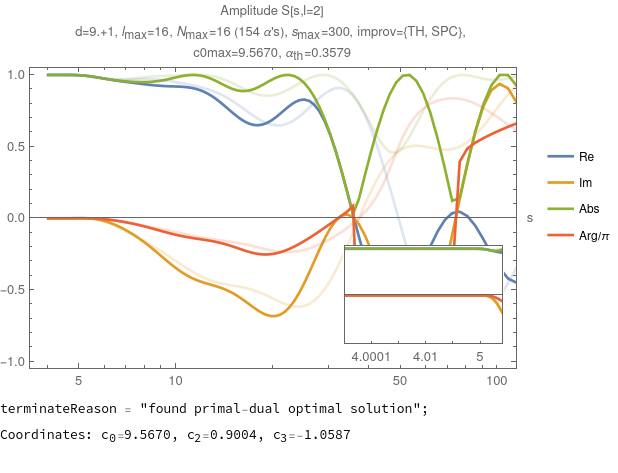 Amplitude S[s,l=2]
d=9.+1, lmax=16, Nmax=16 (154 α's), smax=300, improv={TH, SPC},
c0max=9.5670, αth=0.3579
1.0
0.5
0.0
−0.5
−1.0
s
5 10 50 100
4.0001 4.01 5
Re
Im
Abs
Arg/π
terminateReason = "found primal-dual optimal solution";
Coordinates: c0=9.5670, c2=0.9004, c3=-1.0587